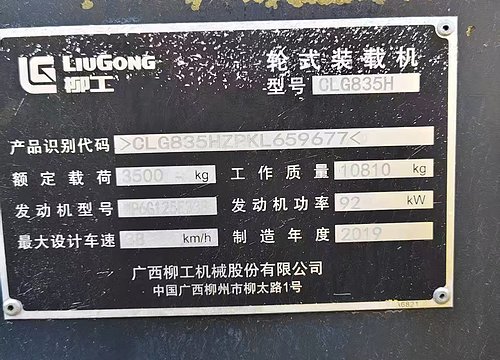 LIUGONG 轮式装载机
柳工 型号 CLG835H
产品识别代码 >CLG835HZPKL659677<
额定载荷 3500 kg 工作质量 10810 kg
发动机型号 发动机功率 92 kW
最大设计车速 38 km/h 制造年度 2019
广西柳工机械股份有限公司
中国广西柳州市柳太路1号